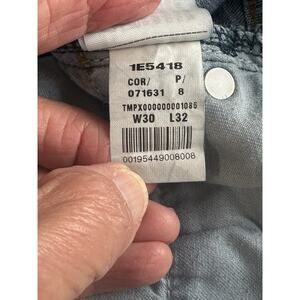 1E5418
COR/ P/
071631 8
TMPX000000001085
W30 L32
00195449008008